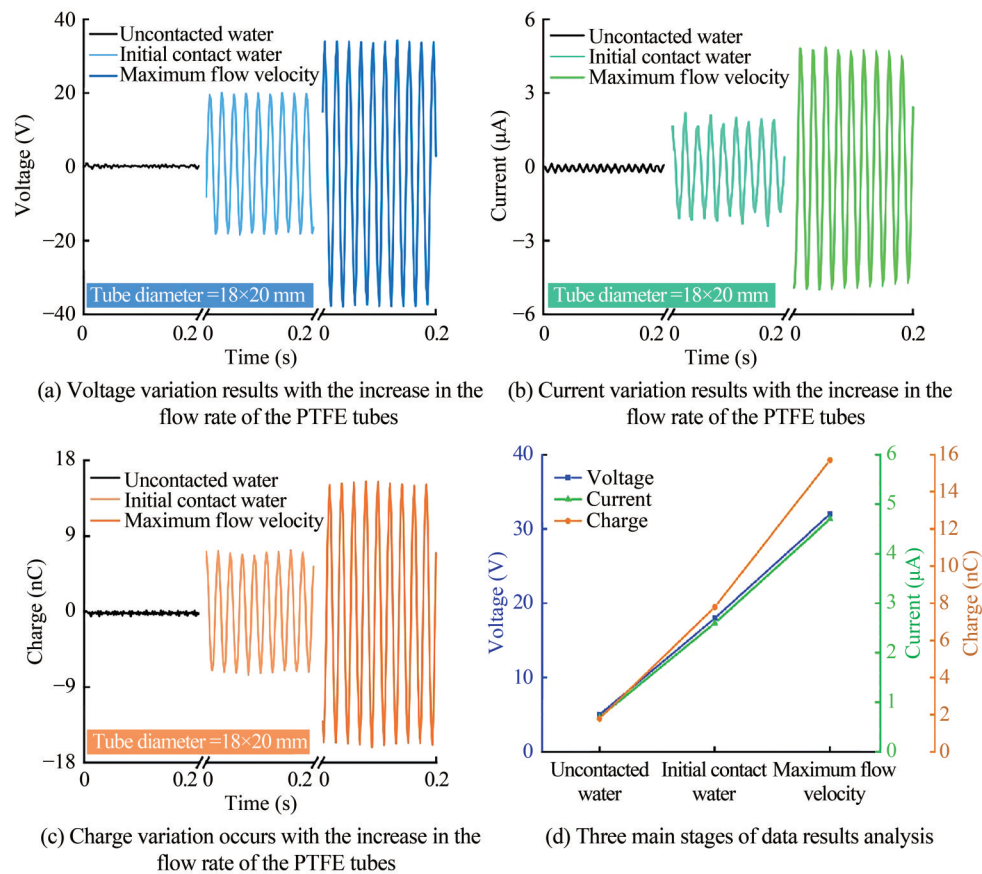 40
20
0
−20
−40
Voltage (V)
Uncontacted water
Initial contact water
Maximum flow velocity
Tube diameter =18×20 mm
0
0.2
0
0.2
0
0.2
Time (s)
(a) Voltage variation results with the increase in the
flow rate of the PTFE tubes
6
3
0
−3
−6
Current (μA)
Uncontacted water
Initial contact water
Maximum flow velocity
Tube diameter =18×20 mm
0
0.2
0
0.2
0
0.2
Time (s)
(b) Current variation results with the increase in the
flow rate of the PTFE tubes
18
9
0
−9
−18
Charge (nC)
Uncontacted water
Initial contact water
Maximum flow velocity
Tube diameter =18×20 mm
0
0.2
0
0.2
0
0.2
Time (s)
(c) Charge variation occurs with the increase in the
flow rate of the PTFE tubes
40
30
20
10
0
Voltage (V)
Voltage
Current
Charge
6
5
4
3
2
1
0
Current (μA)
16
14
12
10
8
6
4
2
0
Charge (nC)
Uncontacted
water
Initial contact
water
Maximum flow
velocity
(d) Three main stages of data results analysis